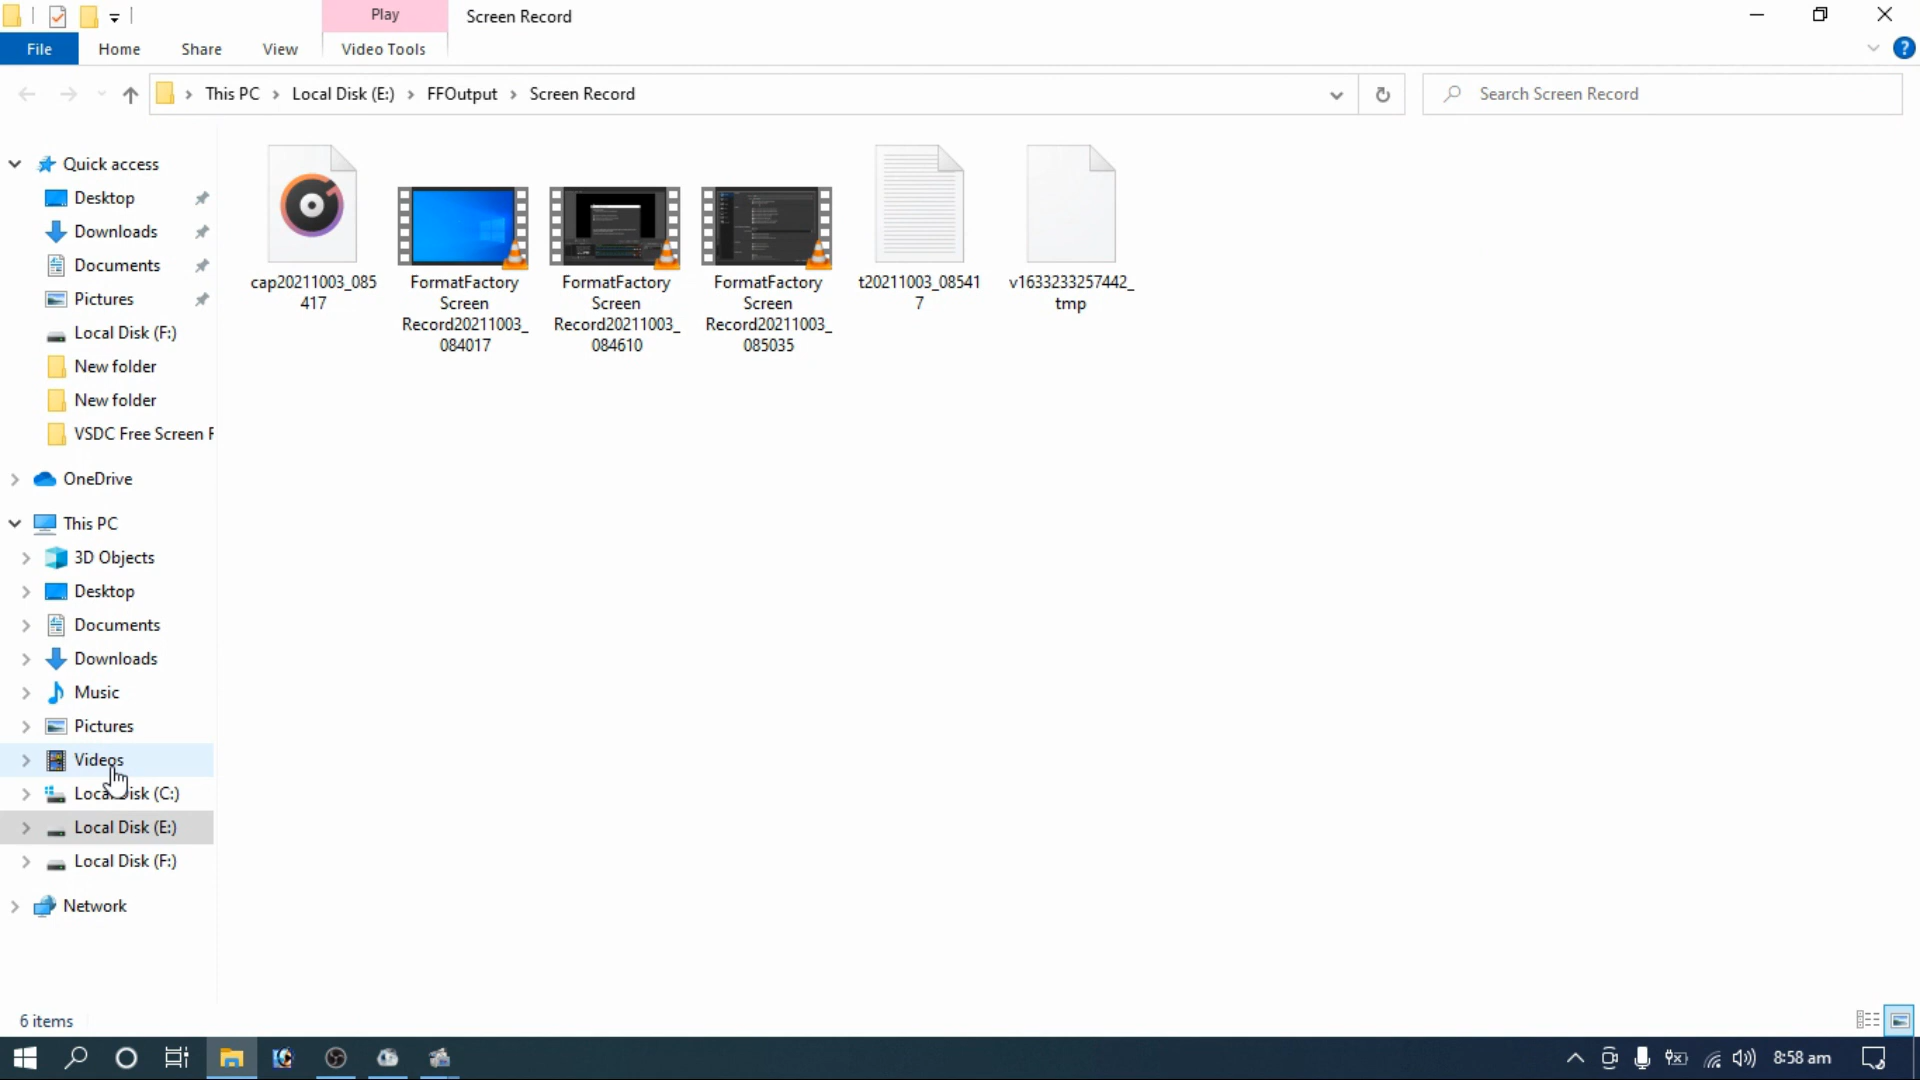 Play
Screen Record
File
Home
Share
View
Video Tools
This PC
Local Disk (E:)
FFOutput
Screen Record
Search Screen Record
Quick access
Desktop
Downloads
Documents
Pictures
Local Disk (F:)
New folder
New folder
VSDC Free Screen
OneDrive
This PC
3D Objects
Desktop
Documents
Downloads
Music
Pictures
Videos
Local Disk (C:)
Local Disk (E:)
Local Disk (F:)
Network
cap20211003_085
417
FormatFactory
Screen
Record20211003_
084017
FormatFactory
Screen
Record20211003_
084610
FormatFactory
Screen
Record20211003_
085035
t20211003_08541
7
v1633233257442_
tmp
6 items
8:58 am